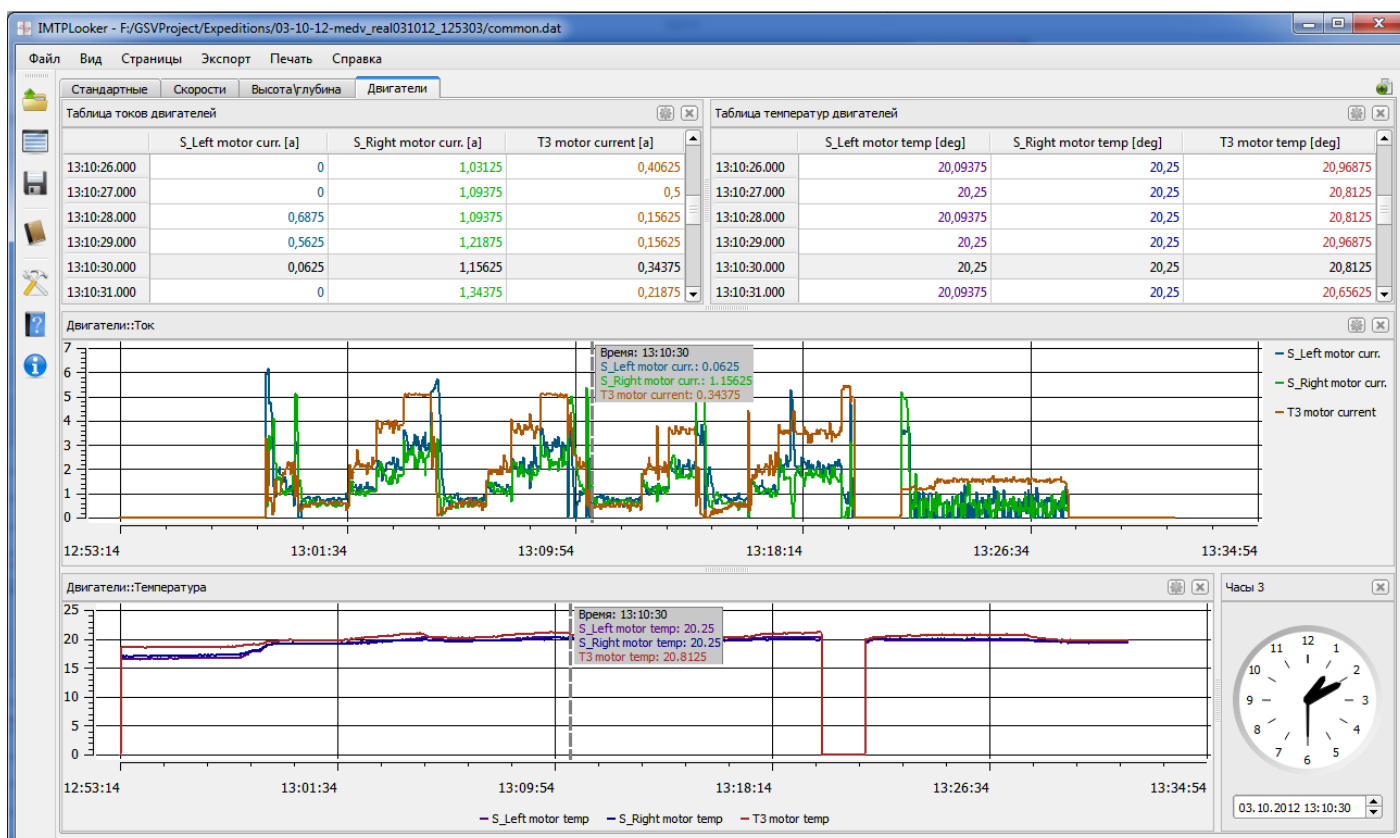 IMTPLooker - F:/GSVProject/Expeditions/03-10-12-medv_real031012_125303/common.dat
Файл Вид Страницы Экспорт Печать Справка
Стандартные Скорости Высота\глубина Двигатели
Таблица токов двигателей
S_Left motor curr. [a] S_Right motor curr. [a] T3 motor current [a]
13:10:26.000 0 1,03125 0,40625
13:10:27.000 0 1,09375 0,5
13:10:28.000 0,6875 1,09375 0,15625
13:10:29.000 0,5625 1,21875 0,15625
13:10:30.000 0,0625 1,15625 0,34375
13:10:31.000 0 1,34375 0,21875
Таблица температур двигателей
S_Left motor temp [deg] S_Right motor temp [deg] T3 motor temp [deg]
13:10:26.000 20,09375 20,25 20,96875
13:10:27.000 20,25 20,25 20,8125
13:10:28.000 20,09375 20,25 20,8125
13:10:29.000 20,25 20,25 20,96875
13:10:30.000 20,25 20,25 20,8125
13:10:31.000 20,09375 20,25 20,65625
Двигатели::Ток
7
6
5
4
3
2
1
0
Время: 13:10:30
S_Left motor curr.: 0.0625
S_Right motor curr.: 1.15625
T3 motor current: 0.34375
S_Left motor curr.
S_Right motor curr.
T3 motor current
12:53:14 13:01:34 13:09:54 13:18:14 13:26:34 13:34:54
Двигатели::Температура
25
20
15
10
5
0
Время: 13:10:30
S_Left motor temp: 20.25
S_Right motor temp: 20.25
T3 motor temp: 20.8125
12:53:14 13:01:34 13:09:54 13:18:14 13:26:34 13:34:54
S_Left motor temp S_Right motor temp T3 motor temp
Часы 3
12
1
2
3
4
5
6
7
8
9
10
11
03.10.2012 13:10:30